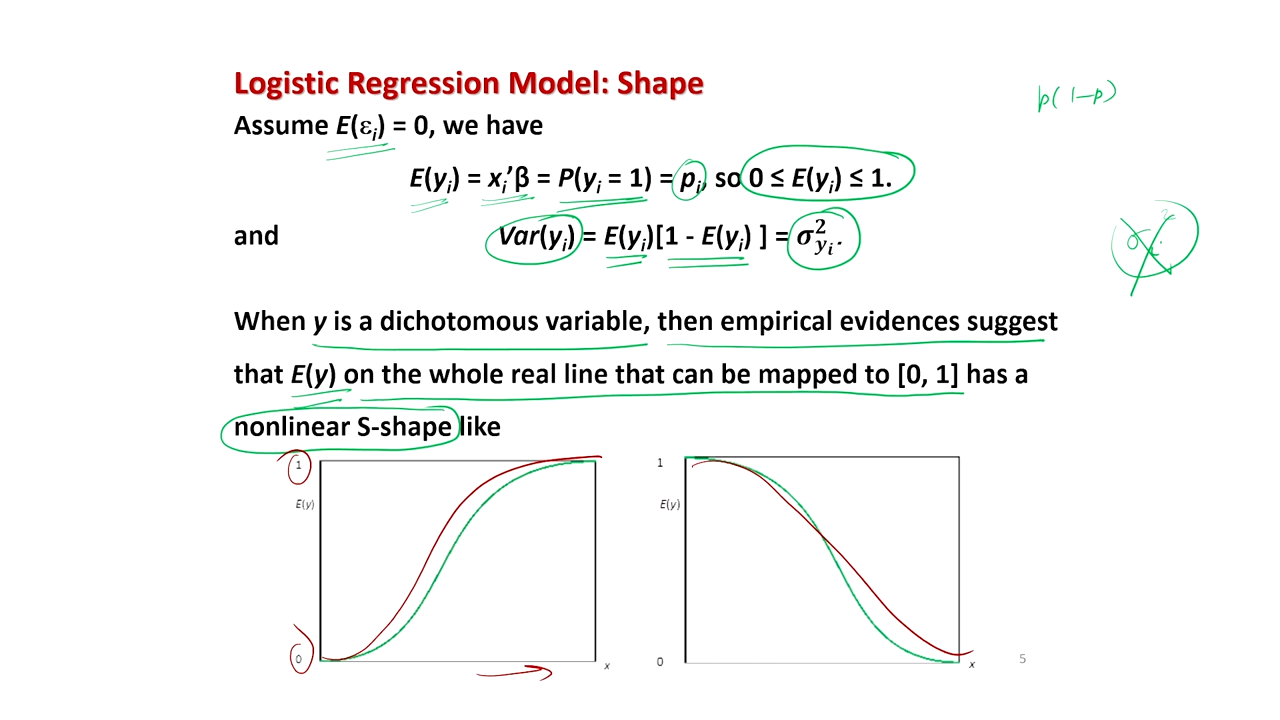 Logistic Regression Model: Shape
p(1-p)
Assume E(εᵢ) = 0, we have
E(yᵢ) = xᵢ’β = P(yᵢ = 1) = pᵢ, so 0 ≤ E(yᵢ) ≤ 1.
and Var(yᵢ) = E(yᵢ)[1 - E(yᵢ) ] = σ²_yᵢ.
When y is a dichotomous variable, then empirical evidences suggest
that E(y) on the whole real line that can be mapped to [0, 1] has a
nonlinear S-shape like
1
E(y)
0
x
1
E(y)
0
x
5